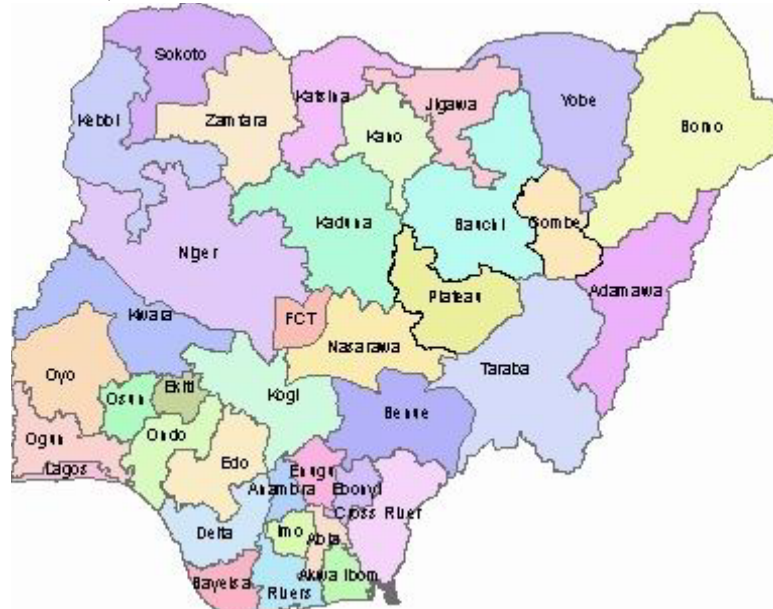 Sokoto
Kebbi
Zamfara
Katsina
Jigawa
Kano
Yobe
Borno
Niger
Kaduna
Bauchi
Gombe
Adamawa
Plateau
FCT
Nasarawa
Kwara
Taraba
Oyo
Osun
Ekiti
Kogi
Benue
Ogun
Ondo
Lagos
Edo
Enugu
Anambra
Ebonyi
Cross River
Delta
Imo
Abia
Bayelsa
Rivers
Akwa Ibom